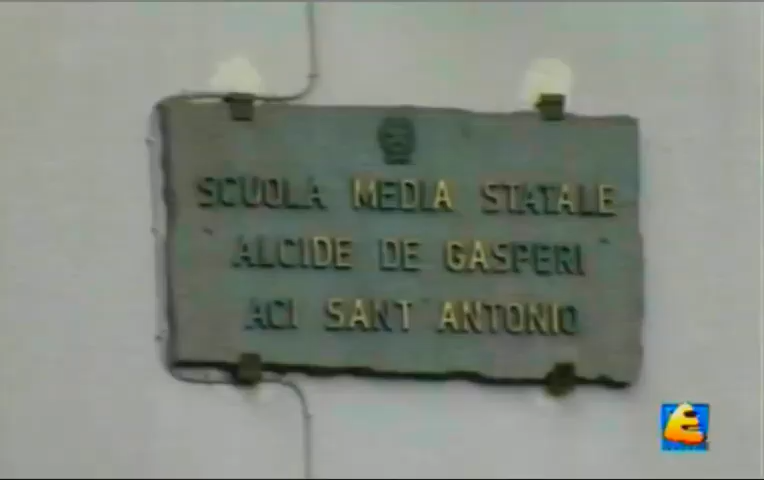 SCUOLA MEDIA STATALE
"ALCIDE DE GASPERI"
ACI SANT'ANTONIO
E